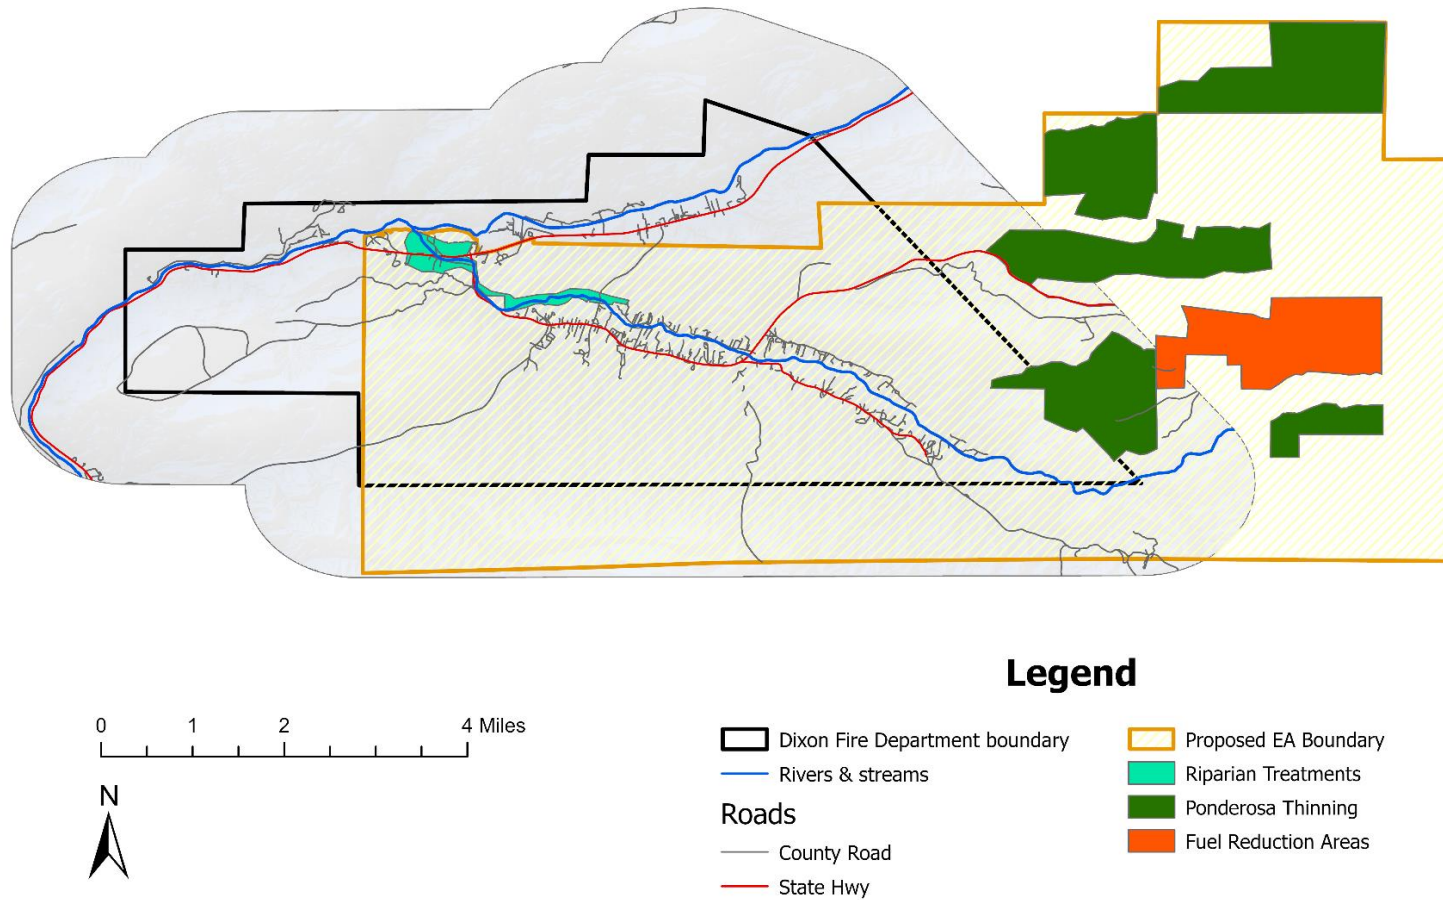 Legend
0 1 2 4 Miles
N
Dixon Fire Department boundary
Rivers & streams
Roads
County Road
State Hwy
Proposed EA Boundary
Riparian Treatments
Ponderosa Thinning
Fuel Reduction Areas